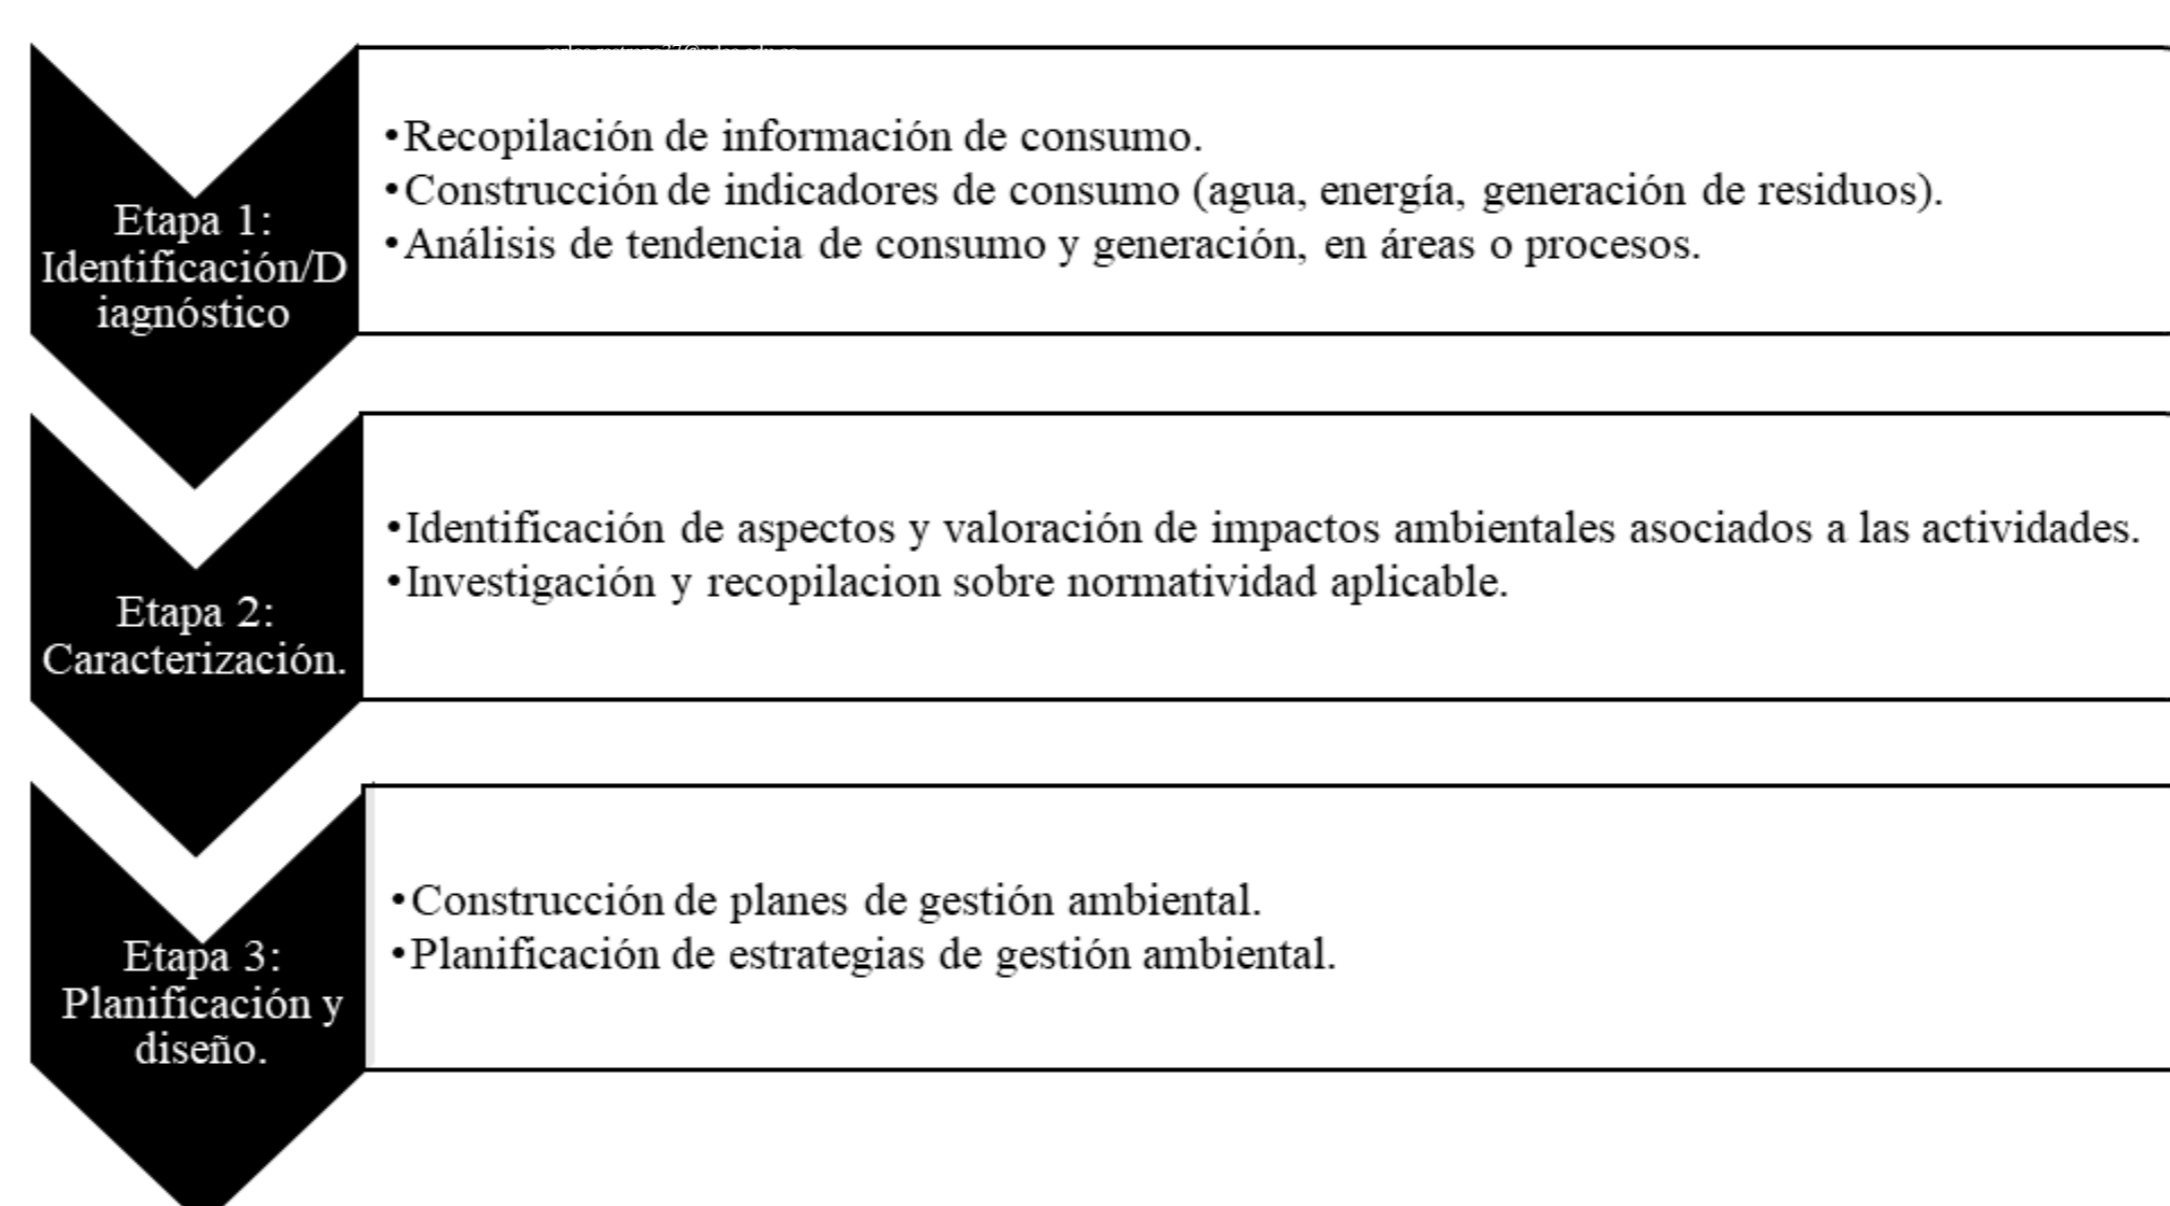 Etapa 1:
Identificación/D
iagnóstico
•Recopilación de información de consumo.
•Construcción de indicadores de consumo (agua, energía, generación de residuos).
•Análisis de tendencia de consumo y generación, en áreas o procesos.
Etapa 2:
Caracterización.
•Identificación de aspectos y valoración de impactos ambientales asociados a las actividades.
•Investigación y recopilacion sobre normatividad aplicable.
Etapa 3:
Planificación y
diseño.
•Construcción de planes de gestión ambiental.
•Planificación de estrategias de gestión ambiental.